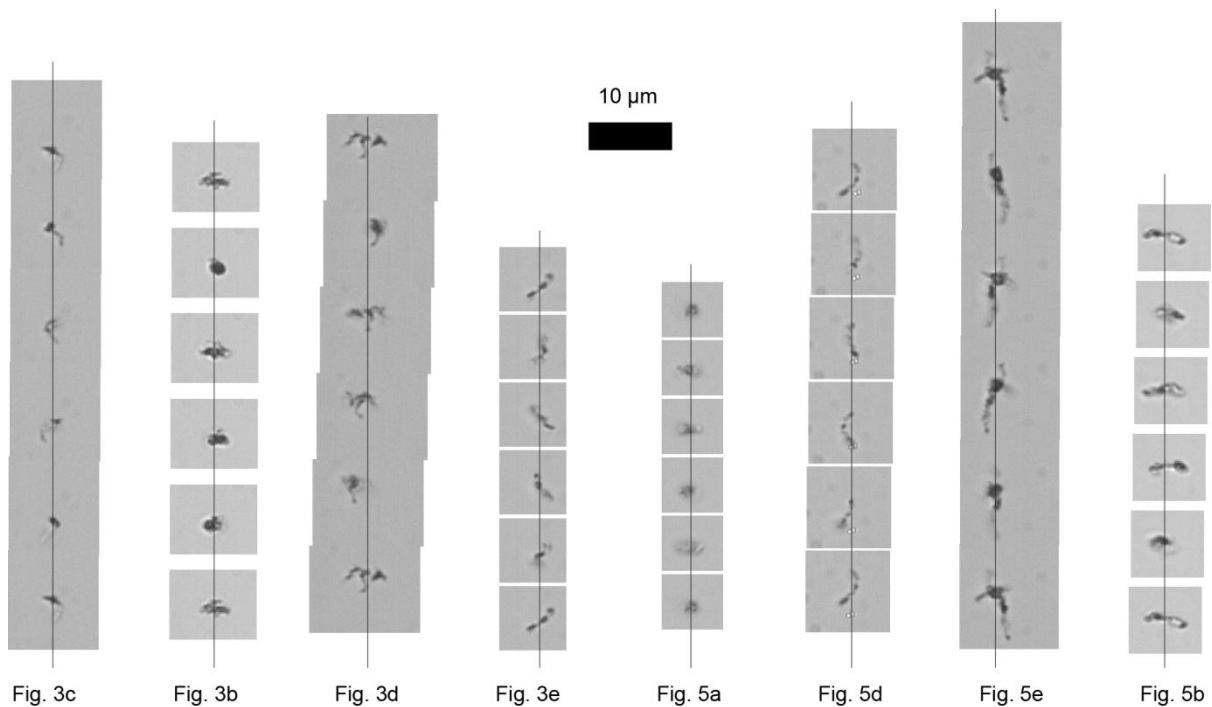 10 µm
Fig. 3c
Fig. 3b
Fig. 3d
Fig. 3e
Fig. 5a
Fig. 5d
Fig. 5e
Fig. 5b